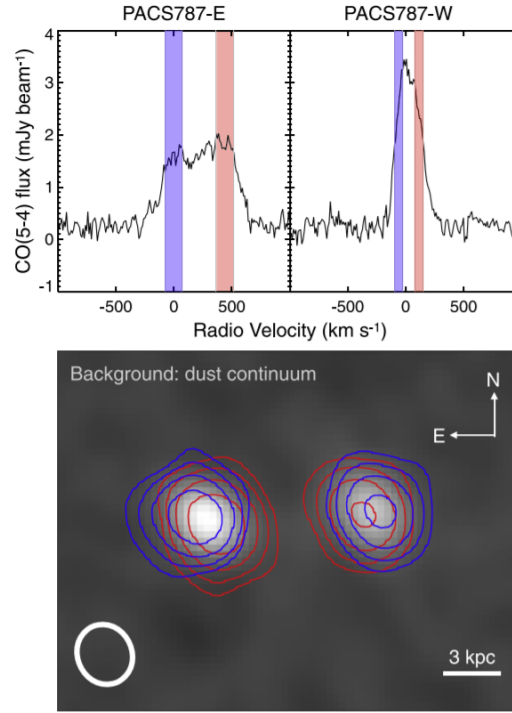 PACS787-E PACS787-W
4
3
2
1
0
-1
CO(5-4) flux (mJy beam-1)
-500 0 500 -500 0 500
Radio Velocity (km s-1)
Background: dust continuum
N
E
3 kpc